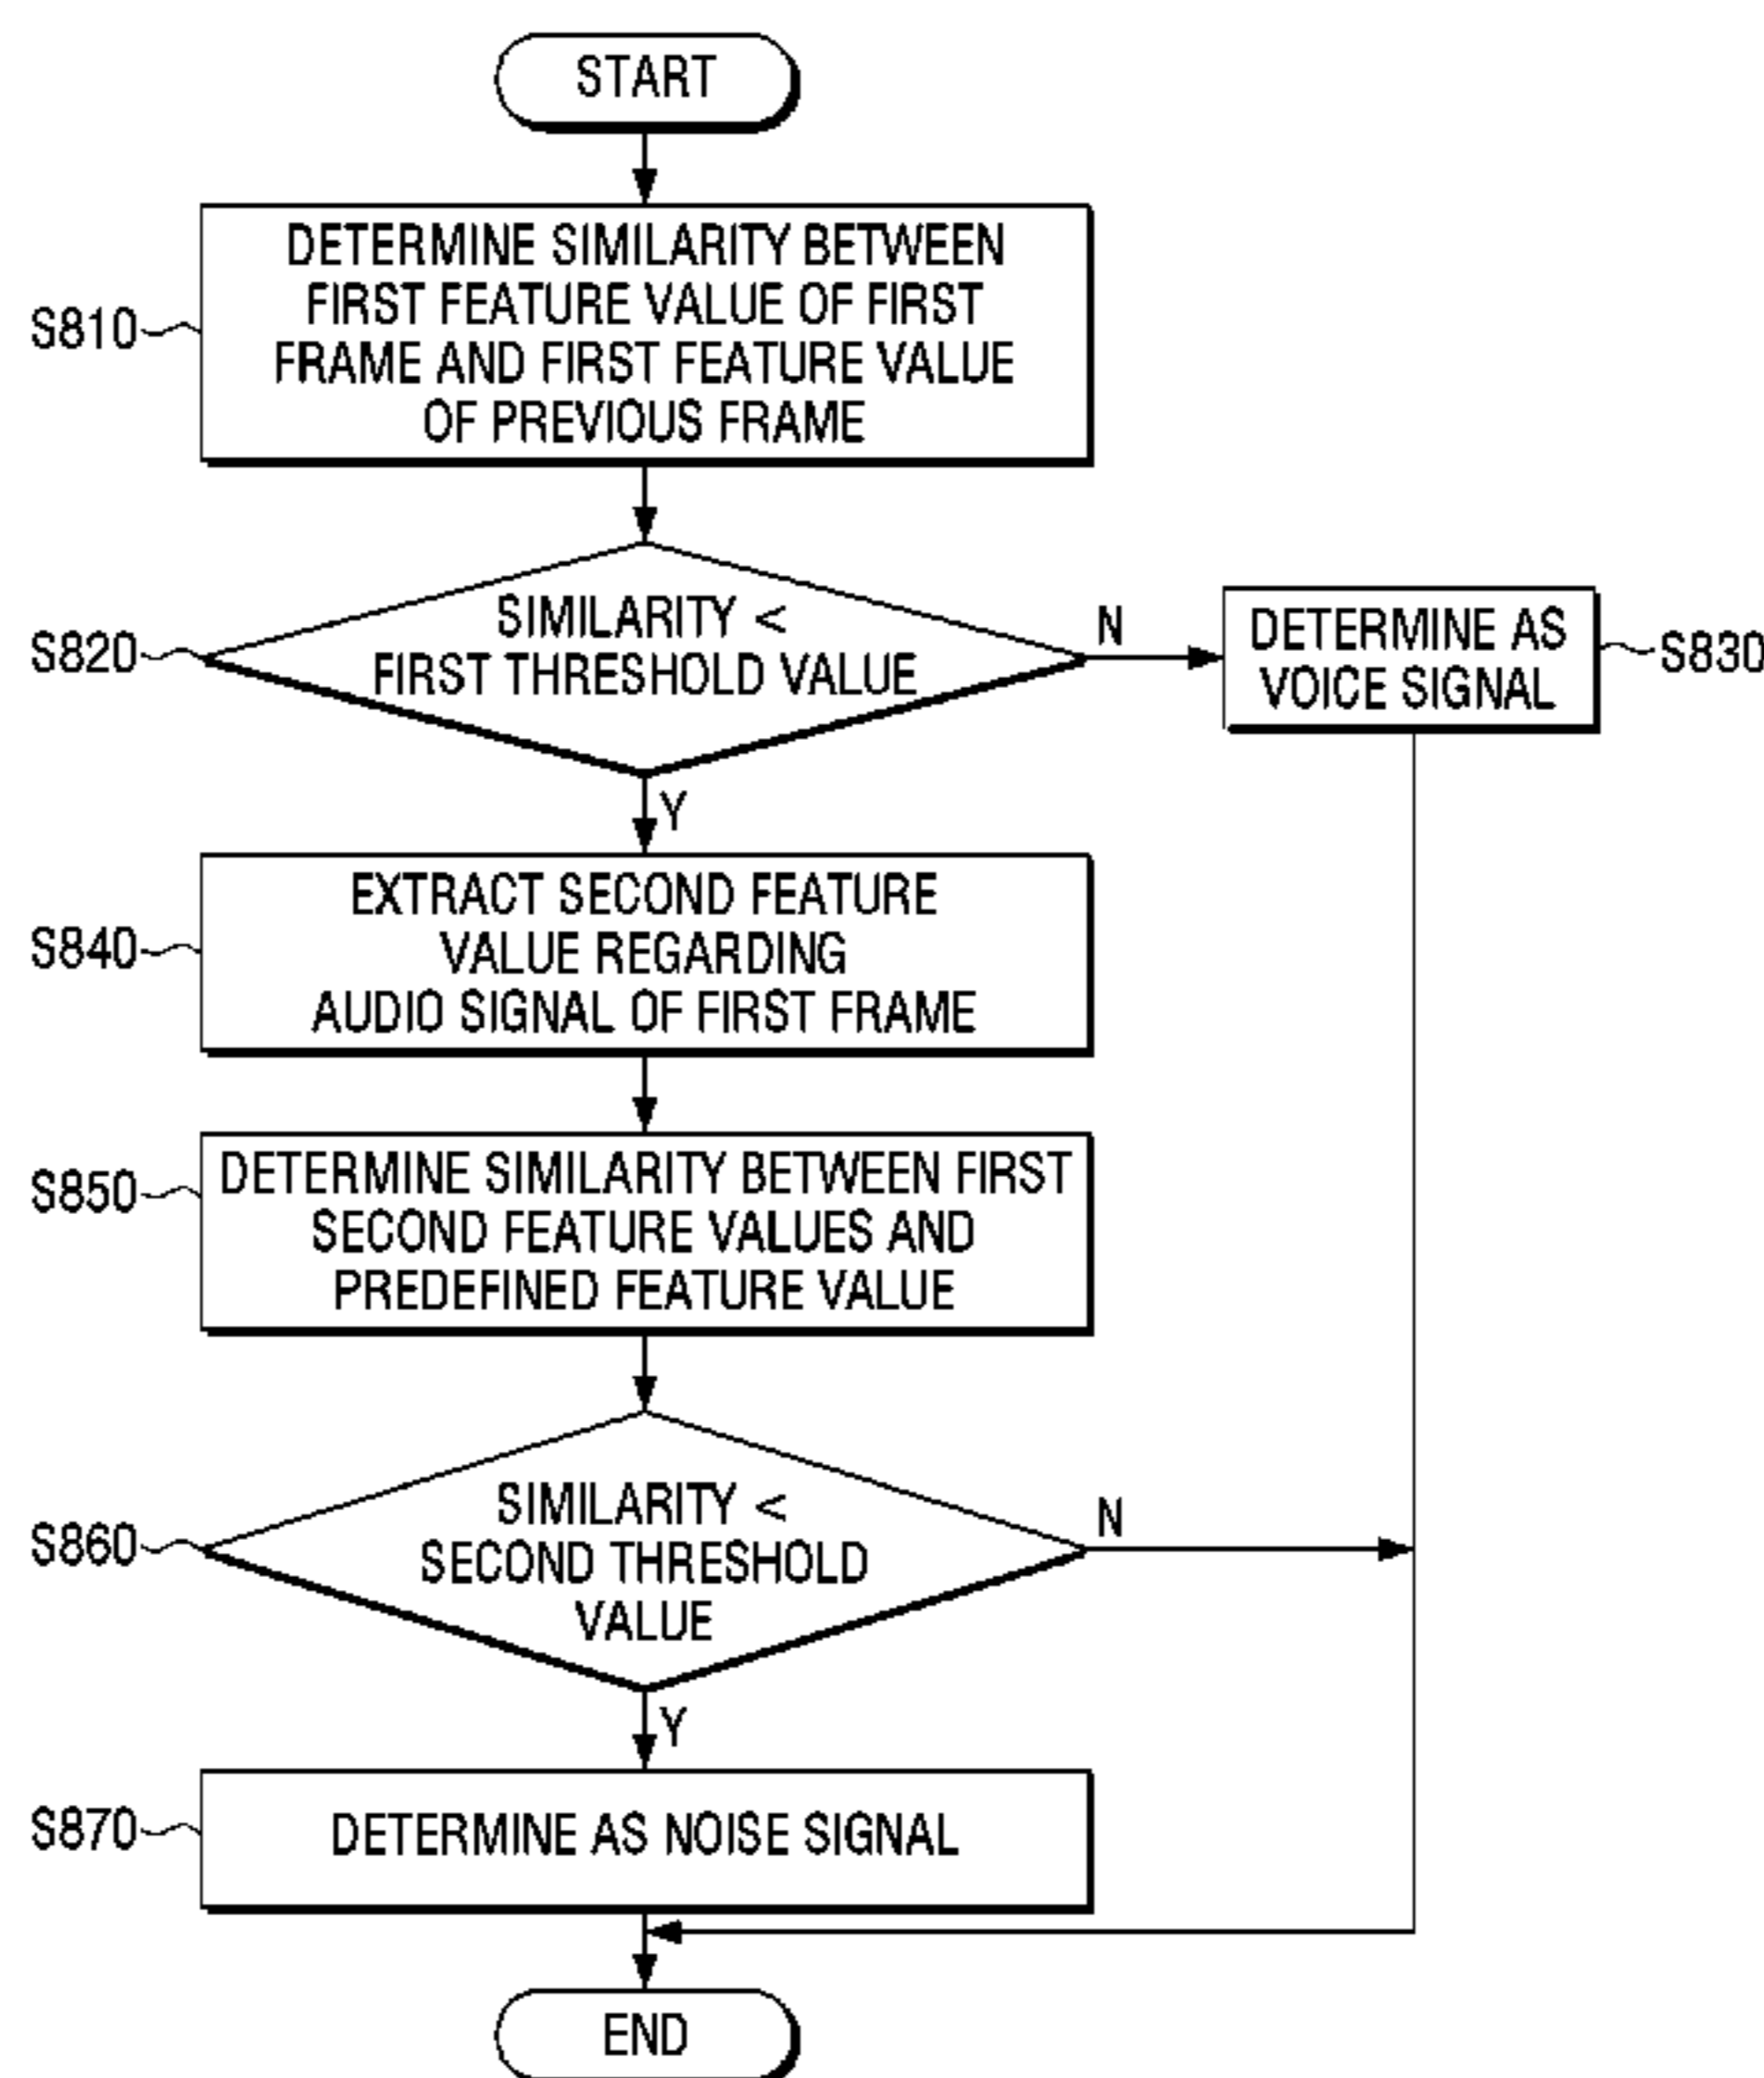 START
DETERMINE SIMILARITY BETWEEN
FIRST FEATURE VALUE OF FIRST
FRAME AND FIRST FEATURE VALUE
OF PREVIOUS FRAME
S810
SIMILARITY <
FIRST THRESHOLD VALUE
S820
N
DETERMINE AS
VOICE SIGNAL
S830
Y
EXTRACT SECOND FEATURE
VALUE REGARDING
AUDIO SIGNAL OF FIRST FRAME
S840
DETERMINE SIMILARITY BETWEEN FIRST
SECOND FEATURE VALUES AND
PREDEFINED FEATURE VALUE
S850
SIMILARITY <
SECOND THRESHOLD
VALUE
S860
N
Y
DETERMINE AS NOISE SIGNAL
S870
END